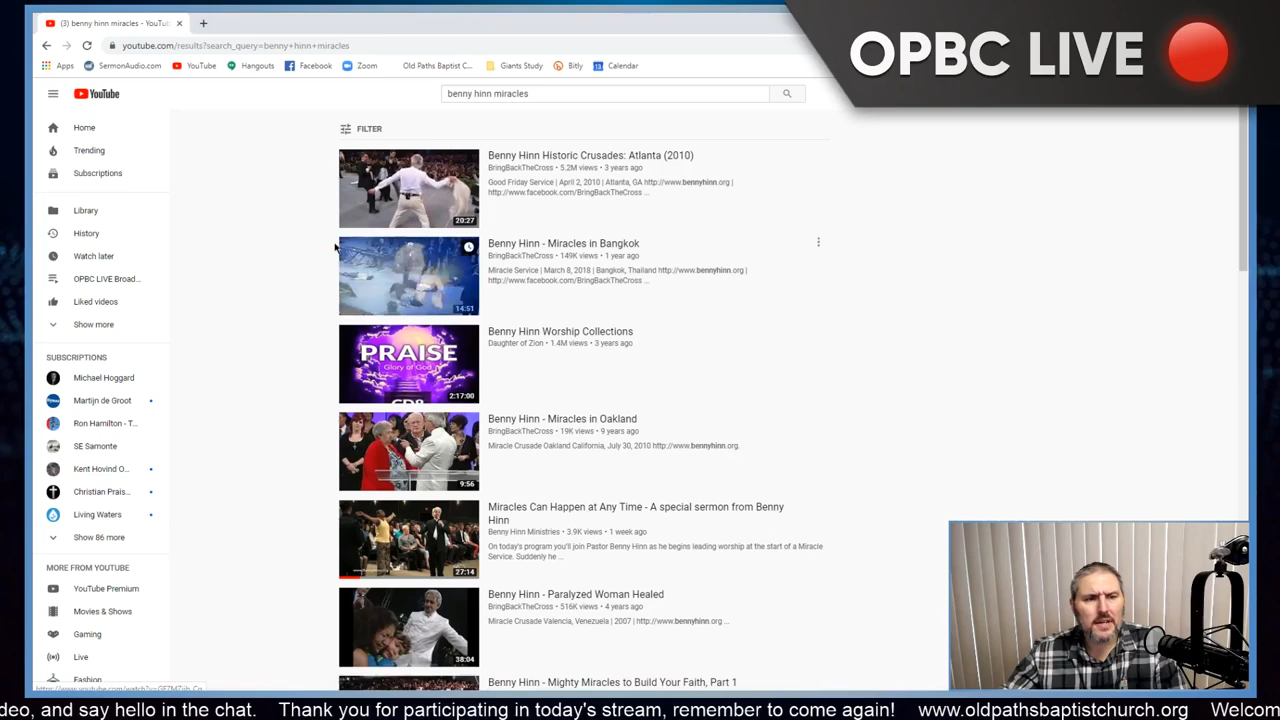 (3) benny hinn miracles - YouTu
youtube.com/results?search_query=benny+hinn+miracles
Apps SermonAudio.com YouTube Hangouts Facebook Zoom Old Paths Baptist C... Giants Study Bitly Calendar
OPBC LIVE
YouTube
benny hinn miracles
Home
Trending
Subscriptions
Library
History
Watch later
OPBC LIVE Broad...
Liked videos
Show more
SUBSCRIPTIONS
Michael Hoggard
Martijn de Groot
Ron Hamilton - T...
SE Samonte
Kent Hovind O...
Christian Prais...
Living Waters
Show 86 more
MORE FROM YOUTUBE
YouTube Premium
Movies & Shows
Gaming
Live
Fashion
FILTER
20:27
Benny Hinn Historic Crusades: Atlanta (2010)
BringBackTheCross • 5.2M views • 3 years ago
Good Friday Service | April 2, 2010 | Atlanta, GA http://www.bennyhinn.org |
http://www.facebook.com/BringBackTheCross ...
14:51
Benny Hinn - Miracles in Bangkok
BringBackTheCross • 149K views • 1 year ago
Miracle Service | March 8, 2018 | Bangkok, Thailand http://www.bennyhinn.org |
http://www.facebook.com/BringBackTheCross ...
PRAISE
Glory of God
CD8
2:17:00
Benny Hinn Worship Collections
Daughter of Zion • 1.4M views • 3 years ago
9:56
Benny Hinn - Miracles in Oakland
BringBackTheCross • 19K views • 9 years ago
Miracle Crusade Oakland California, July 30, 2010 http://www.bennyhinn.org.
27:14
Miracles Can Happen at Any Time - A special sermon from Benny
Hinn
Benny Hinn Ministries • 3.9K views • 1 week ago
On today's program you'll join Pastor Benny Hinn as he begins leading worship at the start of a Miracle
Service. Suddenly he ...
38:04
Benny Hinn - Paralyzed Woman Healed
BringBackTheCross • 516K views • 4 years ago
Miracle Crusade Valencia, Venezuela | 2007 | http://www.bennyhinn.org ...
Benny Hinn - Mighty Miracles to Build Your Faith, Part 1
deo, and say hello in the chat. Thank you for participating in today's stream, remember to come again! www.oldpathsbaptistchurch.org Welcom